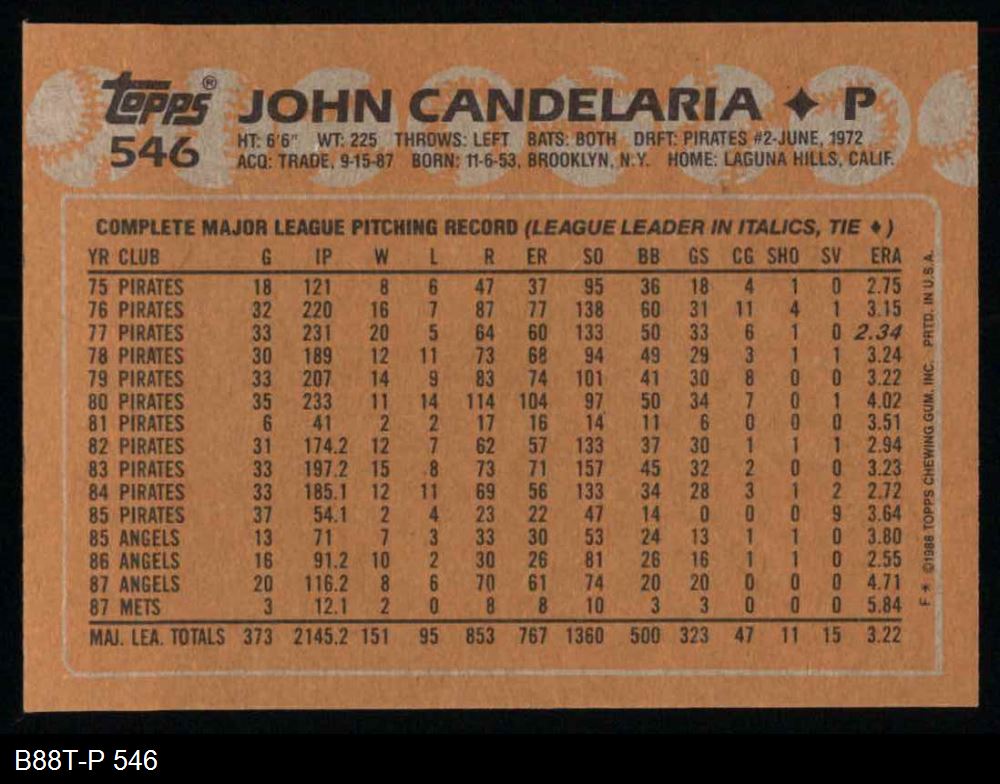 topps®
546
JOHN CANDELARIA ✦ P
HT: 6'6" WT: 225 THROWS: LEFT BATS: BOTH DRFT: PIRATES #2-JUNE, 1972
ACQ: TRADE, 9-15-87 BORN: 11-6-53, BROOKLYN, N.Y. HOME: LAGUNA HILLS, CALIF.
COMPLETE MAJOR LEAGUE PITCHING RECORD (LEAGUE LEADER IN ITALICS, TIE ♦)
YR CLUB G IP W L R ER SO BB GS CG SHO SV ERA
75 PIRATES 18 121 8 6 47 37 95 36 18 4 1 0 2.75
76 PIRATES 32 220 16 7 87 77 138 60 31 11 4 1 3.15
77 PIRATES 33 231 20 5 64 60 133 50 33 6 1 0 2.34
78 PIRATES 30 189 12 11 73 68 94 49 29 3 1 1 3.24
79 PIRATES 33 207 14 9 83 74 101 41 30 8 0 0 3.22
80 PIRATES 35 233 11 14 114 104 97 50 34 7 0 1 4.02
81 PIRATES 6 41 2 2 17 16 14 11 6 0 0 0 3.51
82 PIRATES 31 174.2 12 7 62 57 133 37 30 1 1 1 2.94
83 PIRATES 33 197.2 15 8 73 71 157 45 32 2 0 0 3.23
84 PIRATES 33 185.1 12 11 69 56 133 34 28 3 1 2 2.72
85 PIRATES 37 54.1 2 4 23 22 47 14 0 0 0 9 3.64
85 ANGELS 13 71 7 3 33 30 53 24 13 1 1 0 3.80
86 ANGELS 16 91.2 10 2 30 26 81 26 16 1 1 0 2.55
87 ANGELS 20 116.2 8 6 70 61 74 20 20 0 0 0 4.71
87 METS 3 12.1 2 0 8 8 10 3 3 0 0 0 5.84
MAJ. LEA. TOTALS 373 2145.2 151 95 853 767 1360 500 323 47 11 15 3.22
F * ©1988 TOPPS CHEWING GUM, INC. PRTD. IN U.S.A.
B88T-P 546